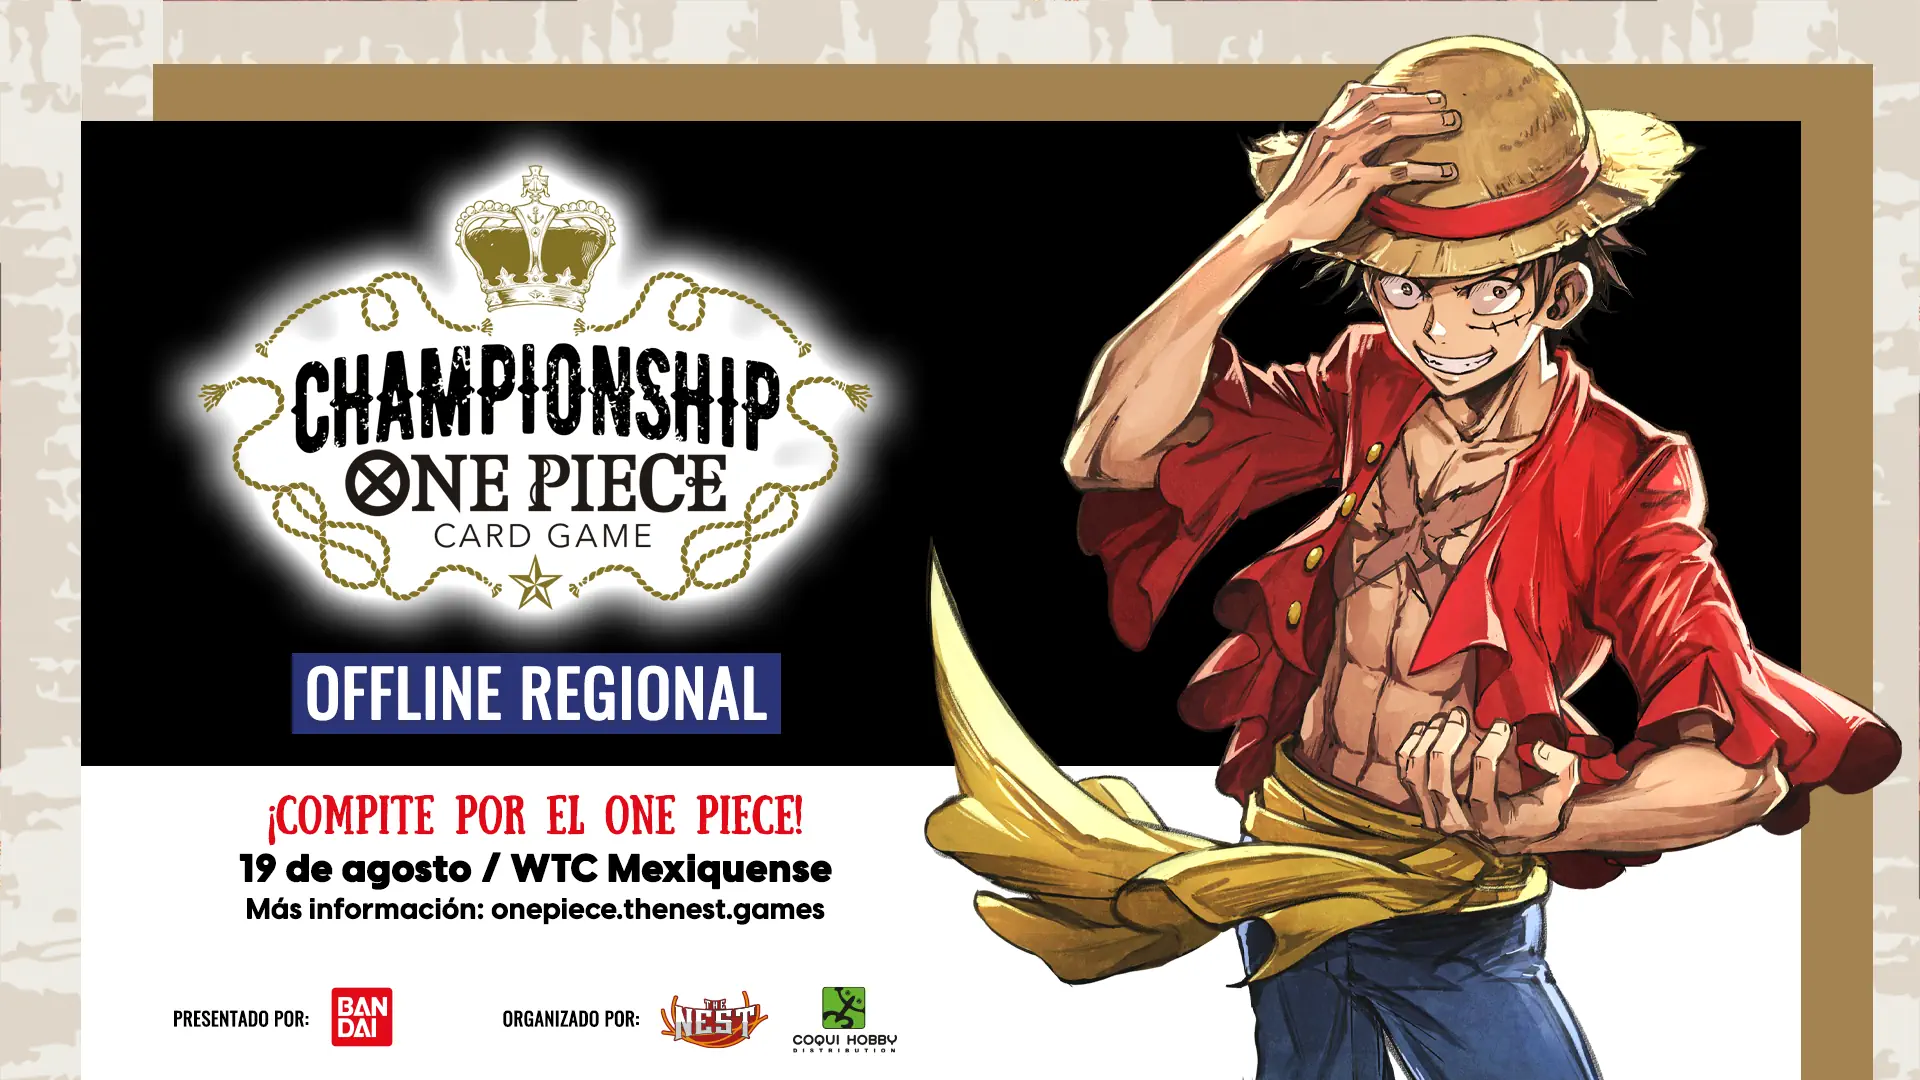 CHAMPIONSHIP
ONE PIECE
CARD GAME
OFFLINE REGIONAL
¡COMPITE POR EL ONE PIECE!
19 de agosto / WTC Mexiquense
Más información: onepiece.thenest.games
PRESENTADO POR:
BAN
DAI
ORGANIZADO POR:
THE
NEST
COQUI HOBBY
DISTRIBUTION